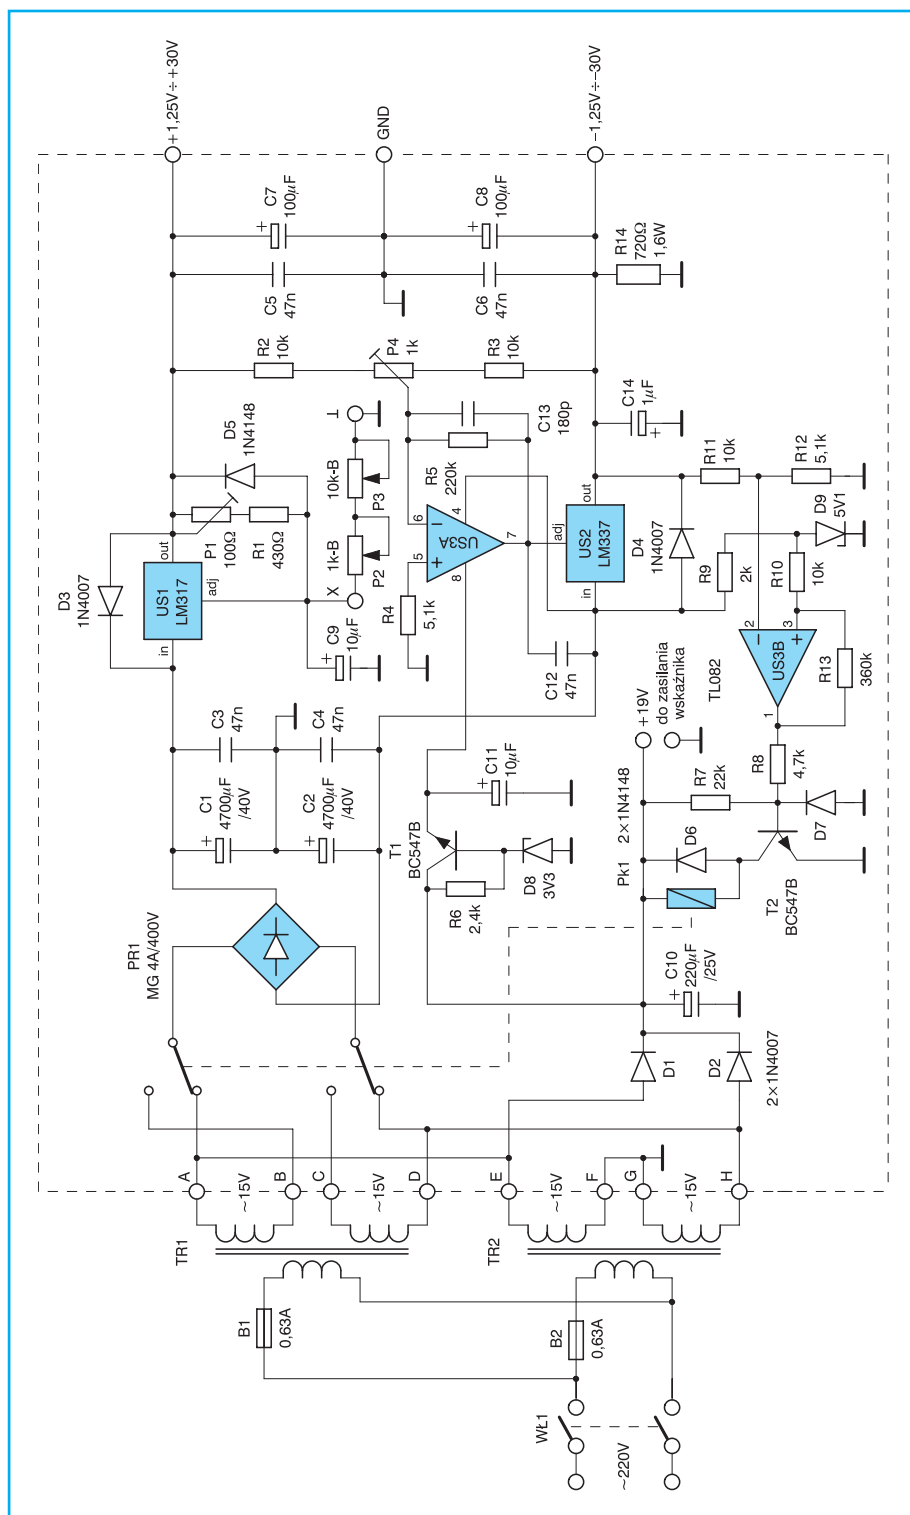 +1,25V÷+30V
GND
−1,25V÷−30V
C7
100µF
+
C8
100µF
+
C5
47n
C6
47n
R14
720Ω
1,6W
R2
10k
P4
1k
R3
10k
D5
1N4148
⊥
C13
180p
C14
1µF
+
R5
220k
R11
10k
R12
5,1k
P1
100Ω
R1
430Ω
10k-B
P3
1k-B
P2
X
D3
1N4007
US1
LM317
in
out
adj
US3A
6
5
4
8
7
−
+
US2
LM337
in
out
adj
D4
1N4007
R9
2k
R10
10k
D9
5V1
C9
10µF
+
R4
5,1k
C12
47n
TL082
US3B
2
3
1
−
+
R13
360k
C3
47n
C4
47n
C1
4700µF
/40V
+
C2
4700µF
/40V
+
+19V
do zasilania
wskaźnika
R8
4,7k
R7
22k
2×1N4148
D6
D7
T1
BC547B
C11
10µF
+
D8
3V3
R6
2,4k
Pk1
T2
BC547B
PR1
MG 4A/400V
C10
220µF
/25V
+
D1
D2
2×1N4007
A
B
C
D
E
F
G
H
~15V
~15V
~15V
~15V
TR1
TR2
B1
0,63A
B2
0,63A
WŁ1
~220V